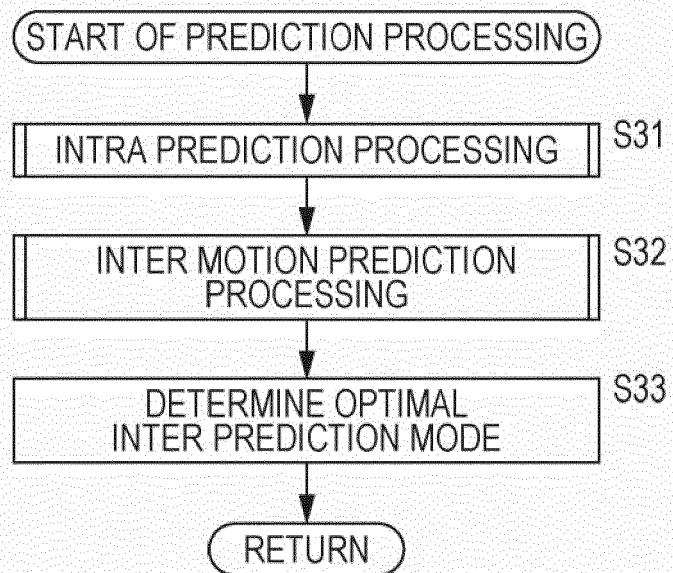 START OF PREDICTION PROCESSING
INTRA PREDICTION PROCESSING
S31
INTER MOTION PREDICTION
PROCESSING
S32
DETERMINE OPTIMAL
INTER PREDICTION MODE
S33
RETURN